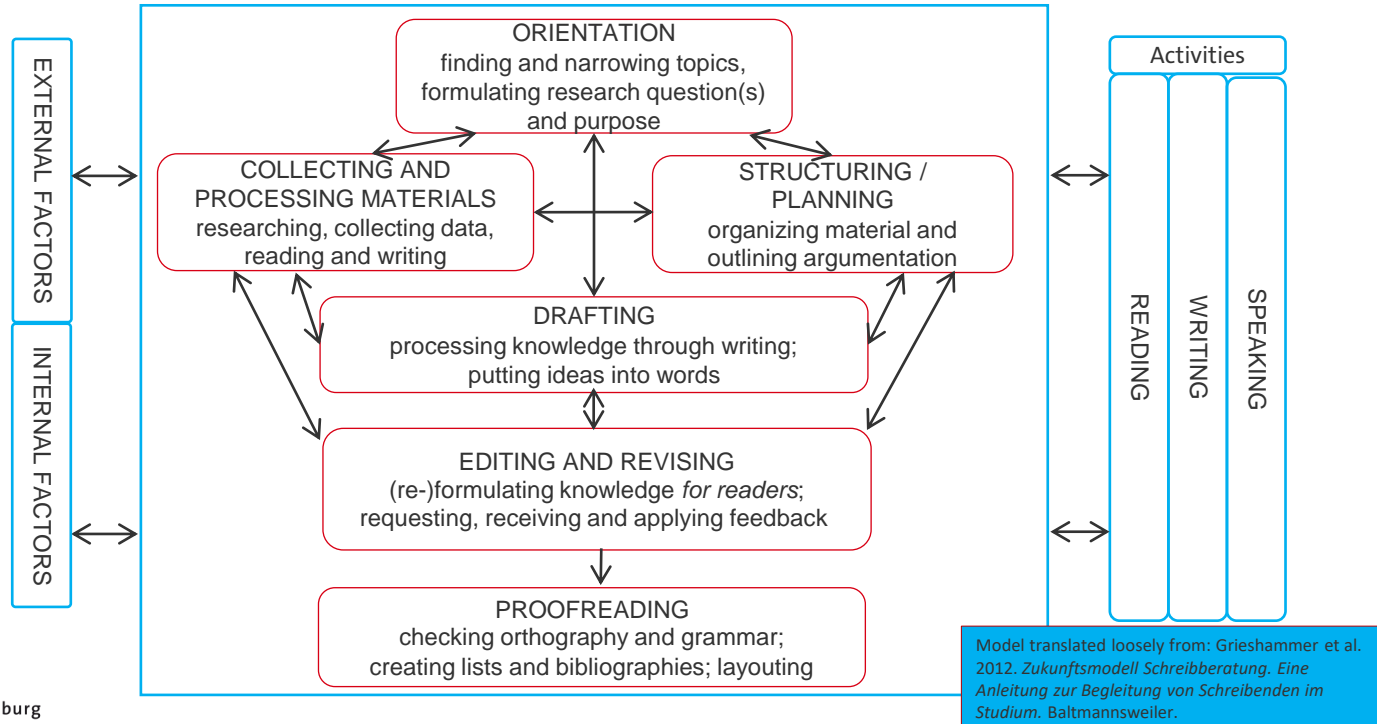 ORIENTATION
finding and narrowing topics,
formulating research question(s)
and purpose
COLLECTING AND
PROCESSING MATERIALS
researching, collecting data,
reading and writing
STRUCTURING /
PLANNING
organizing material and
outlining argumentation
DRAFTING
processing knowledge through writing;
putting ideas into words
EDITING AND REVISING
(re-)formulating knowledge for readers;
requesting, receiving and applying feedback
PROOFREADING
checking orthography and grammar;
creating lists and bibliographies; layouting
EXTERNAL FACTORS
INTERNAL FACTORS
Activities
READING
WRITING
SPEAKING
Model translated loosely from: Grieshammer et al.
2012. Zukunftsmodell Schreibberatung. Eine
Anleitung zur Begleitung von Schreibenden im
Studium. Baltmannsweiler.
burg